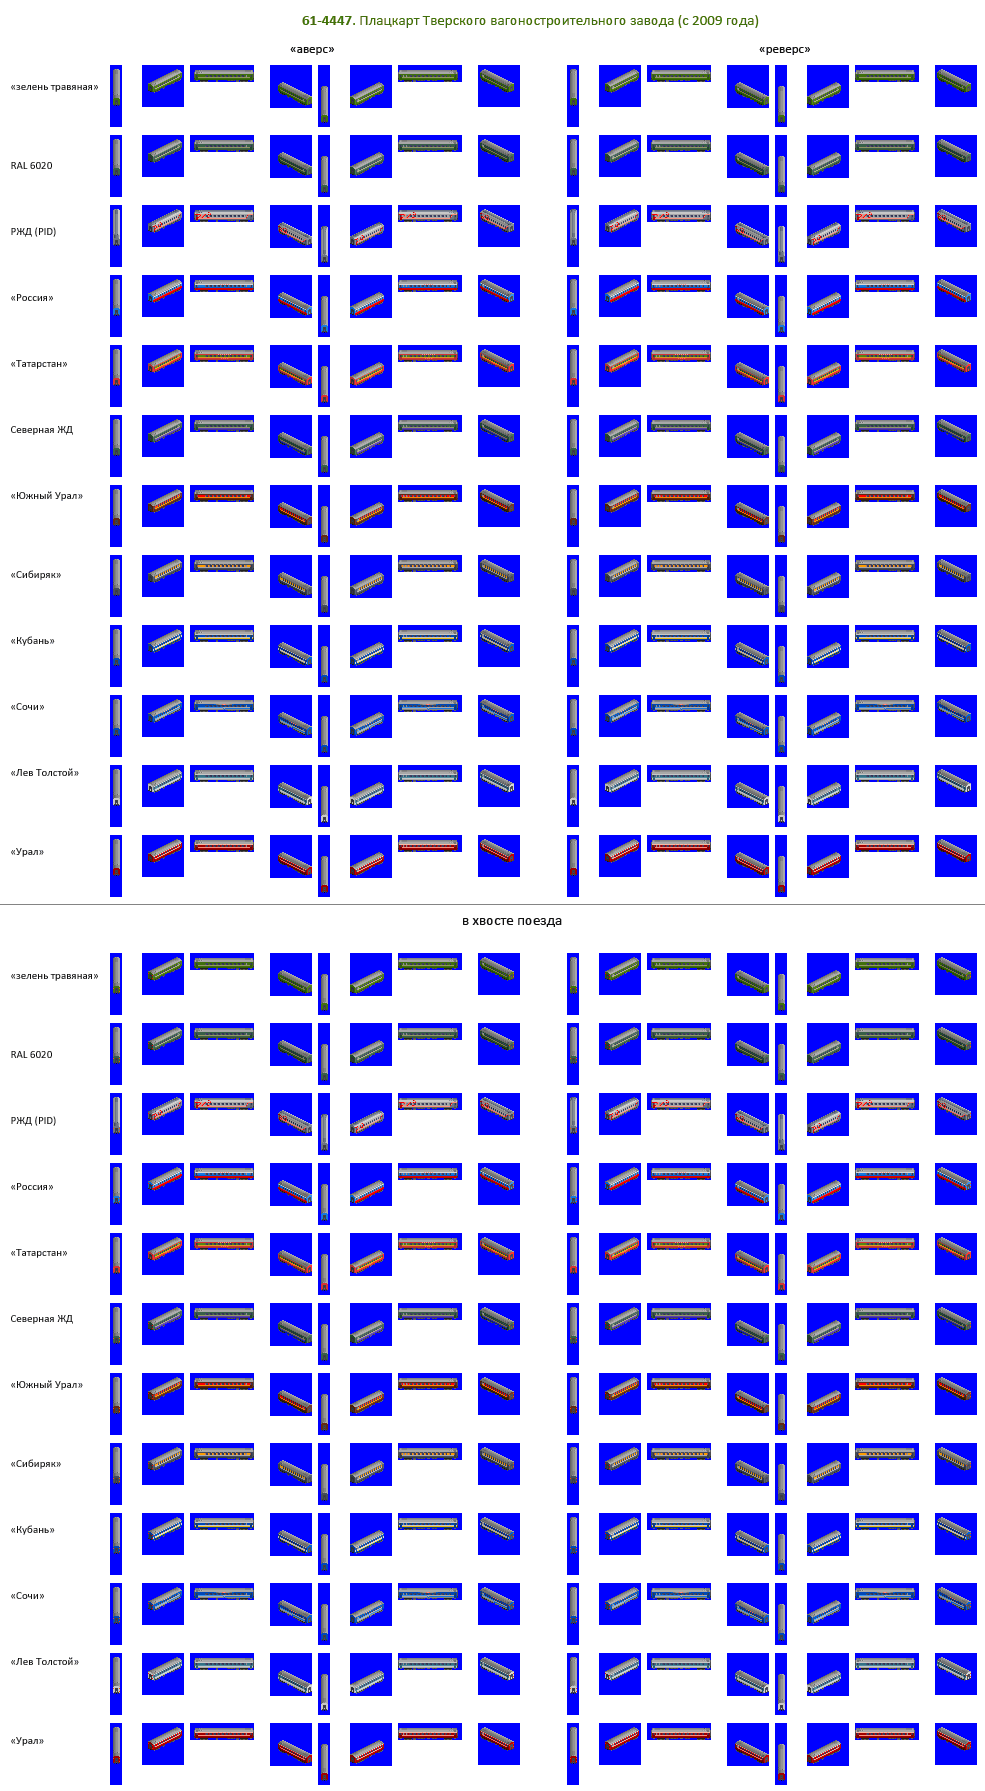 61-4447. Плацкарт Тверского вагоностроительного завода (с 2009 года)
«аверс» «реверс»
«зелень травяная»
RAL 6020
РЖД (PID)
«Россия»
«Татарстан»
Северная ЖД
«Южный Урал»
«Сибиряк»
«Кубань»
«Сочи»
«Лев Толстой»
«Урал»
в хвосте поезда
«зелень травяная»
RAL 6020
РЖД (PID)
«Россия»
«Татарстан»
Северная ЖД
«Южный Урал»
«Сибиряк»
«Кубань»
«Сочи»
«Лев Толстой»
«Урал»